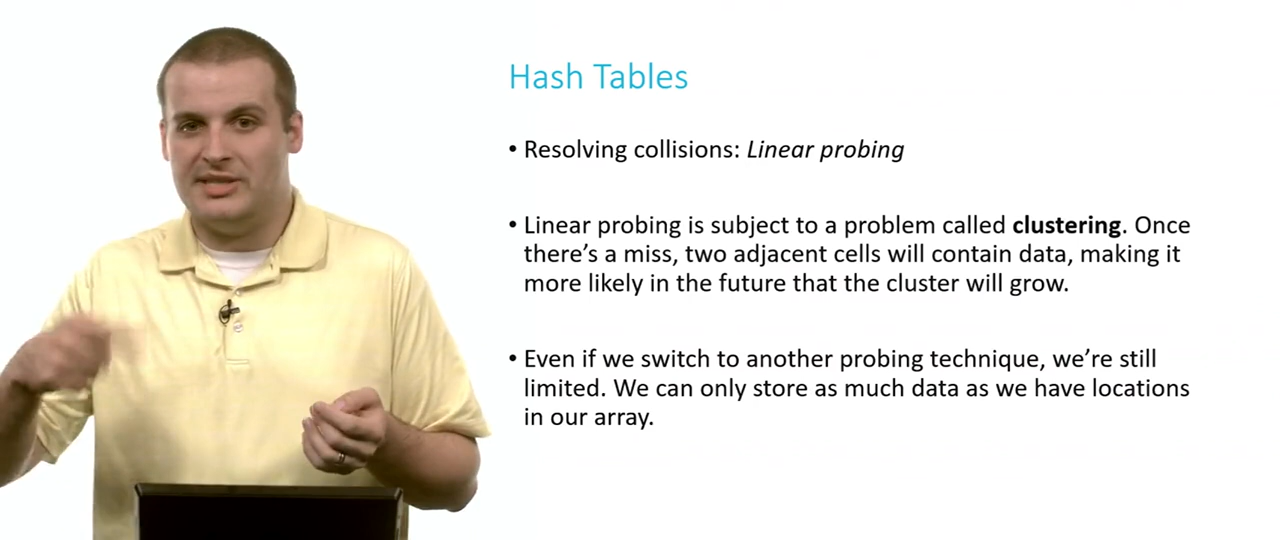 Hash Tables
• Resolving collisions: Linear probing
• Linear probing is subject to a problem called clustering. Once
there’s a miss, two adjacent cells will contain data, making it
more likely in the future that the cluster will grow.
• Even if we switch to another probing technique, we’re still
limited. We can only store as much data as we have locations
in our array.